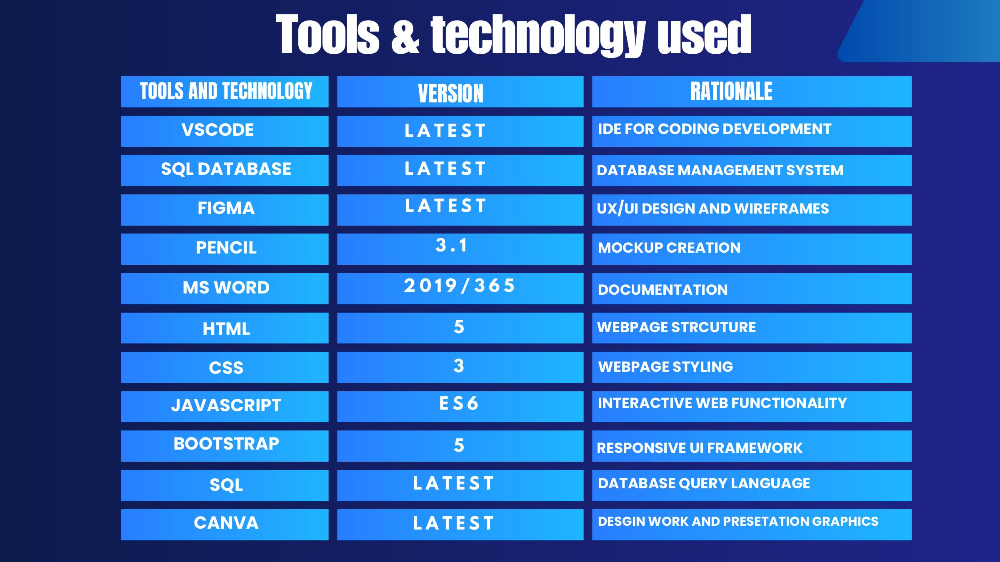 Tools & technology used
TOOLS AND TECHNOLOGY VERSION RATIONALE
VSCODE LATEST IDE FOR CODING DEVELOPMENT
SQL DATABASE LATEST DATABASE MANAGEMENT SYSTEM
FIGMA LATEST UX/UI DESIGN AND WIREFRAMES
PENCIL 3.1 MOCKUP CREATION
MS WORD 2019/365 DOCUMENTATION
HTML 5 WEBPAGE STRCUTURE
CSS 3 WEBPAGE STYLING
JAVASCRIPT ES6 INTERACTIVE WEB FUNCTIONALITY
BOOTSTRAP 5 RESPONSIVE UI FRAMEWORK
SQL LATEST DATABASE QUERY LANGUAGE
CANVA LATEST DESGIN WORK AND PRESETATION GRAPHICS